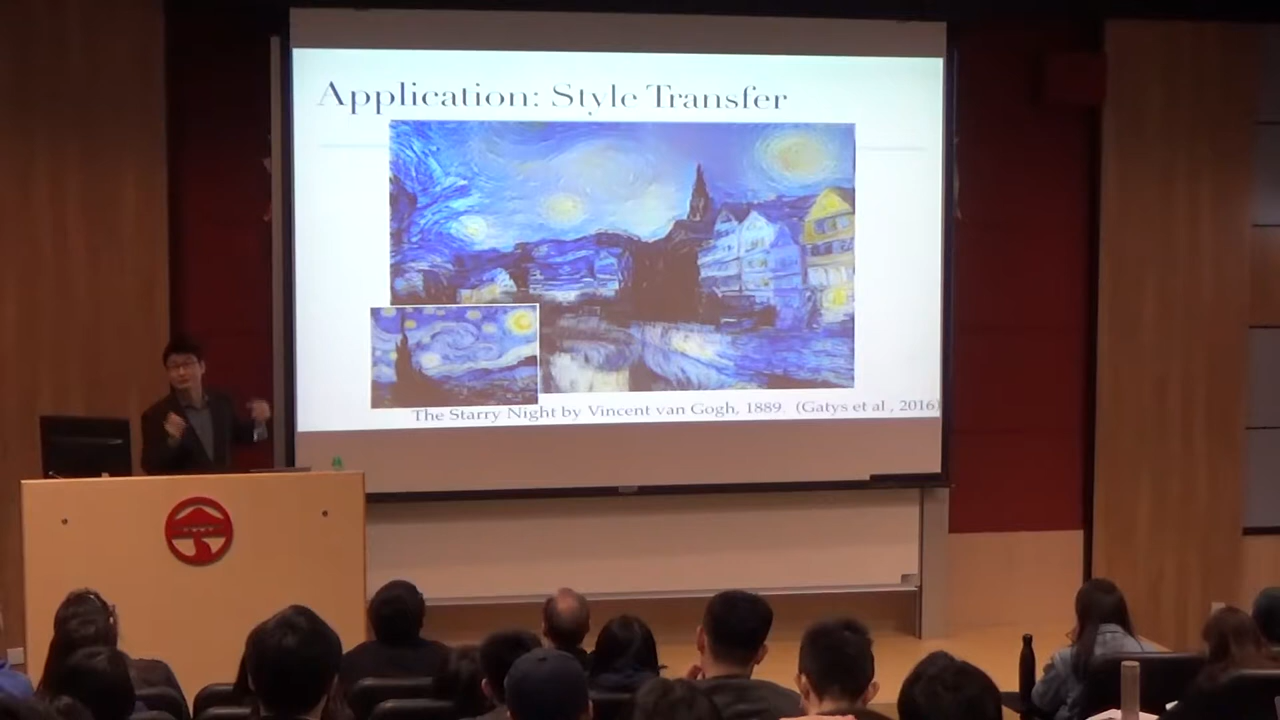 Application: Style Transfer
The Starry Night by Vincent van Gogh, 1889. (Gatys et al , 2016)